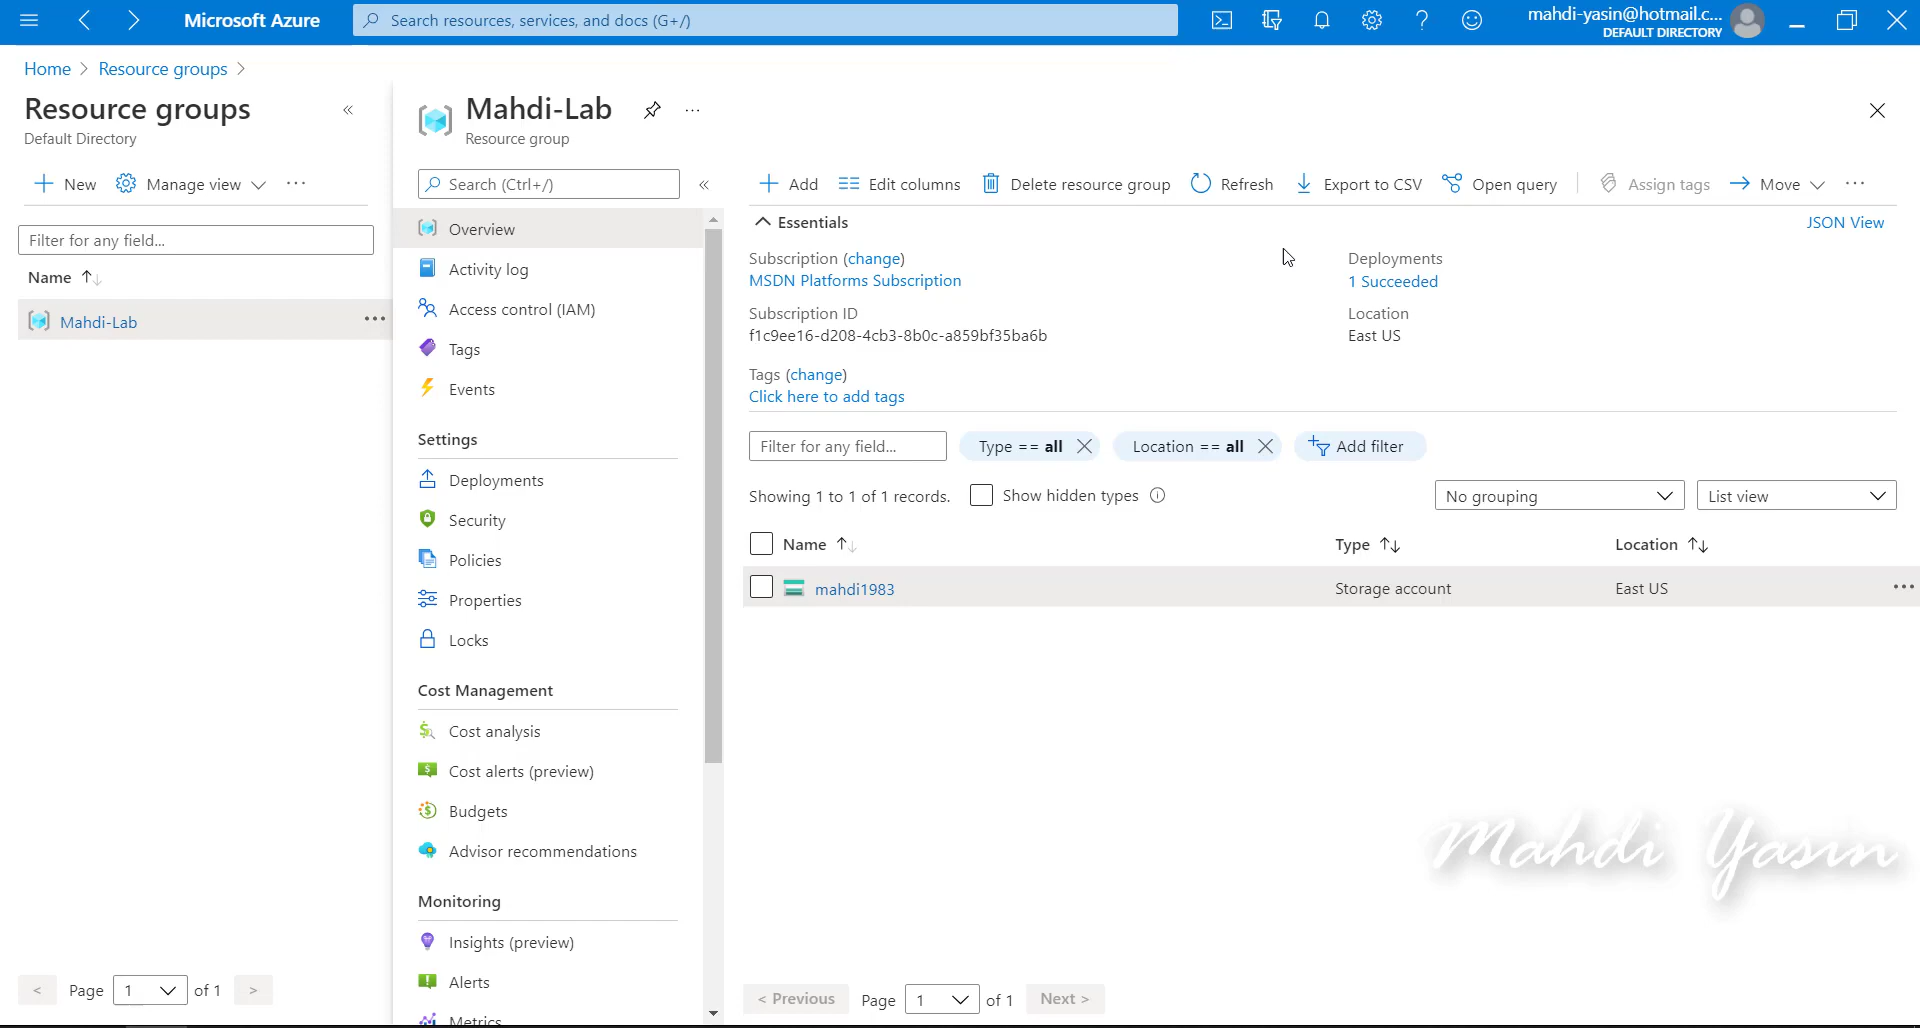 Microsoft Azure
Search resources, services, and docs (G+/)
mahdi-yasin@hotmail.c...
DEFAULT DIRECTORY
Home > Resource groups >
Resource groups
Default Directory
«
New
Manage view
...
Filter for any field...
Name
Mahdi-Lab
...
< Page 1 of 1 >
Mahdi-Lab
...
Resource group
Search (Ctrl+/)
«
Overview
Activity log
Access control (IAM)
Tags
Events
Settings
Deployments
Security
Policies
Properties
Locks
Cost Management
Cost analysis
Cost alerts (preview)
Budgets
Advisor recommendations
Monitoring
Insights (preview)
Alerts
Metrics
Add
Edit columns
Delete resource group
Refresh
Export to CSV
Open query
Assign tags
Move
...
Essentials
JSON View
Subscription (change)
MSDN Platforms Subscription
Subscription ID
f1c9ee16-d208-4cb3-8b0c-a859bf35ba6b
Deployments
1 Succeeded
Location
East US
Tags (change)
Click here to add tags
Filter for any field...
Type == all
Location == all
Add filter
Showing 1 to 1 of 1 records.
Show hidden types
No grouping
List view
Name
Type
Location
mahdi1983
Storage account
East US
...
Mahdi Yasin
< Previous Page 1 of 1 Next >